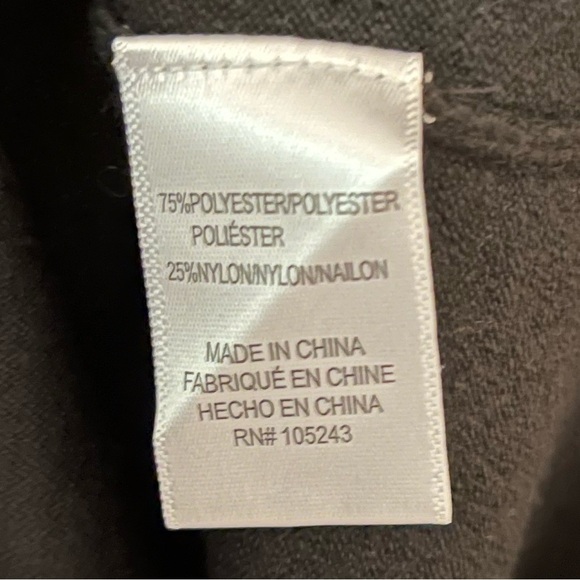 75%POLYESTER/POLYESTER
POLIÉSTER
25%NYLON/NYLON/NAILON
MADE IN CHINA
FABRIQUÉ EN CHINE
HECHO EN CHINA
RN# 105243